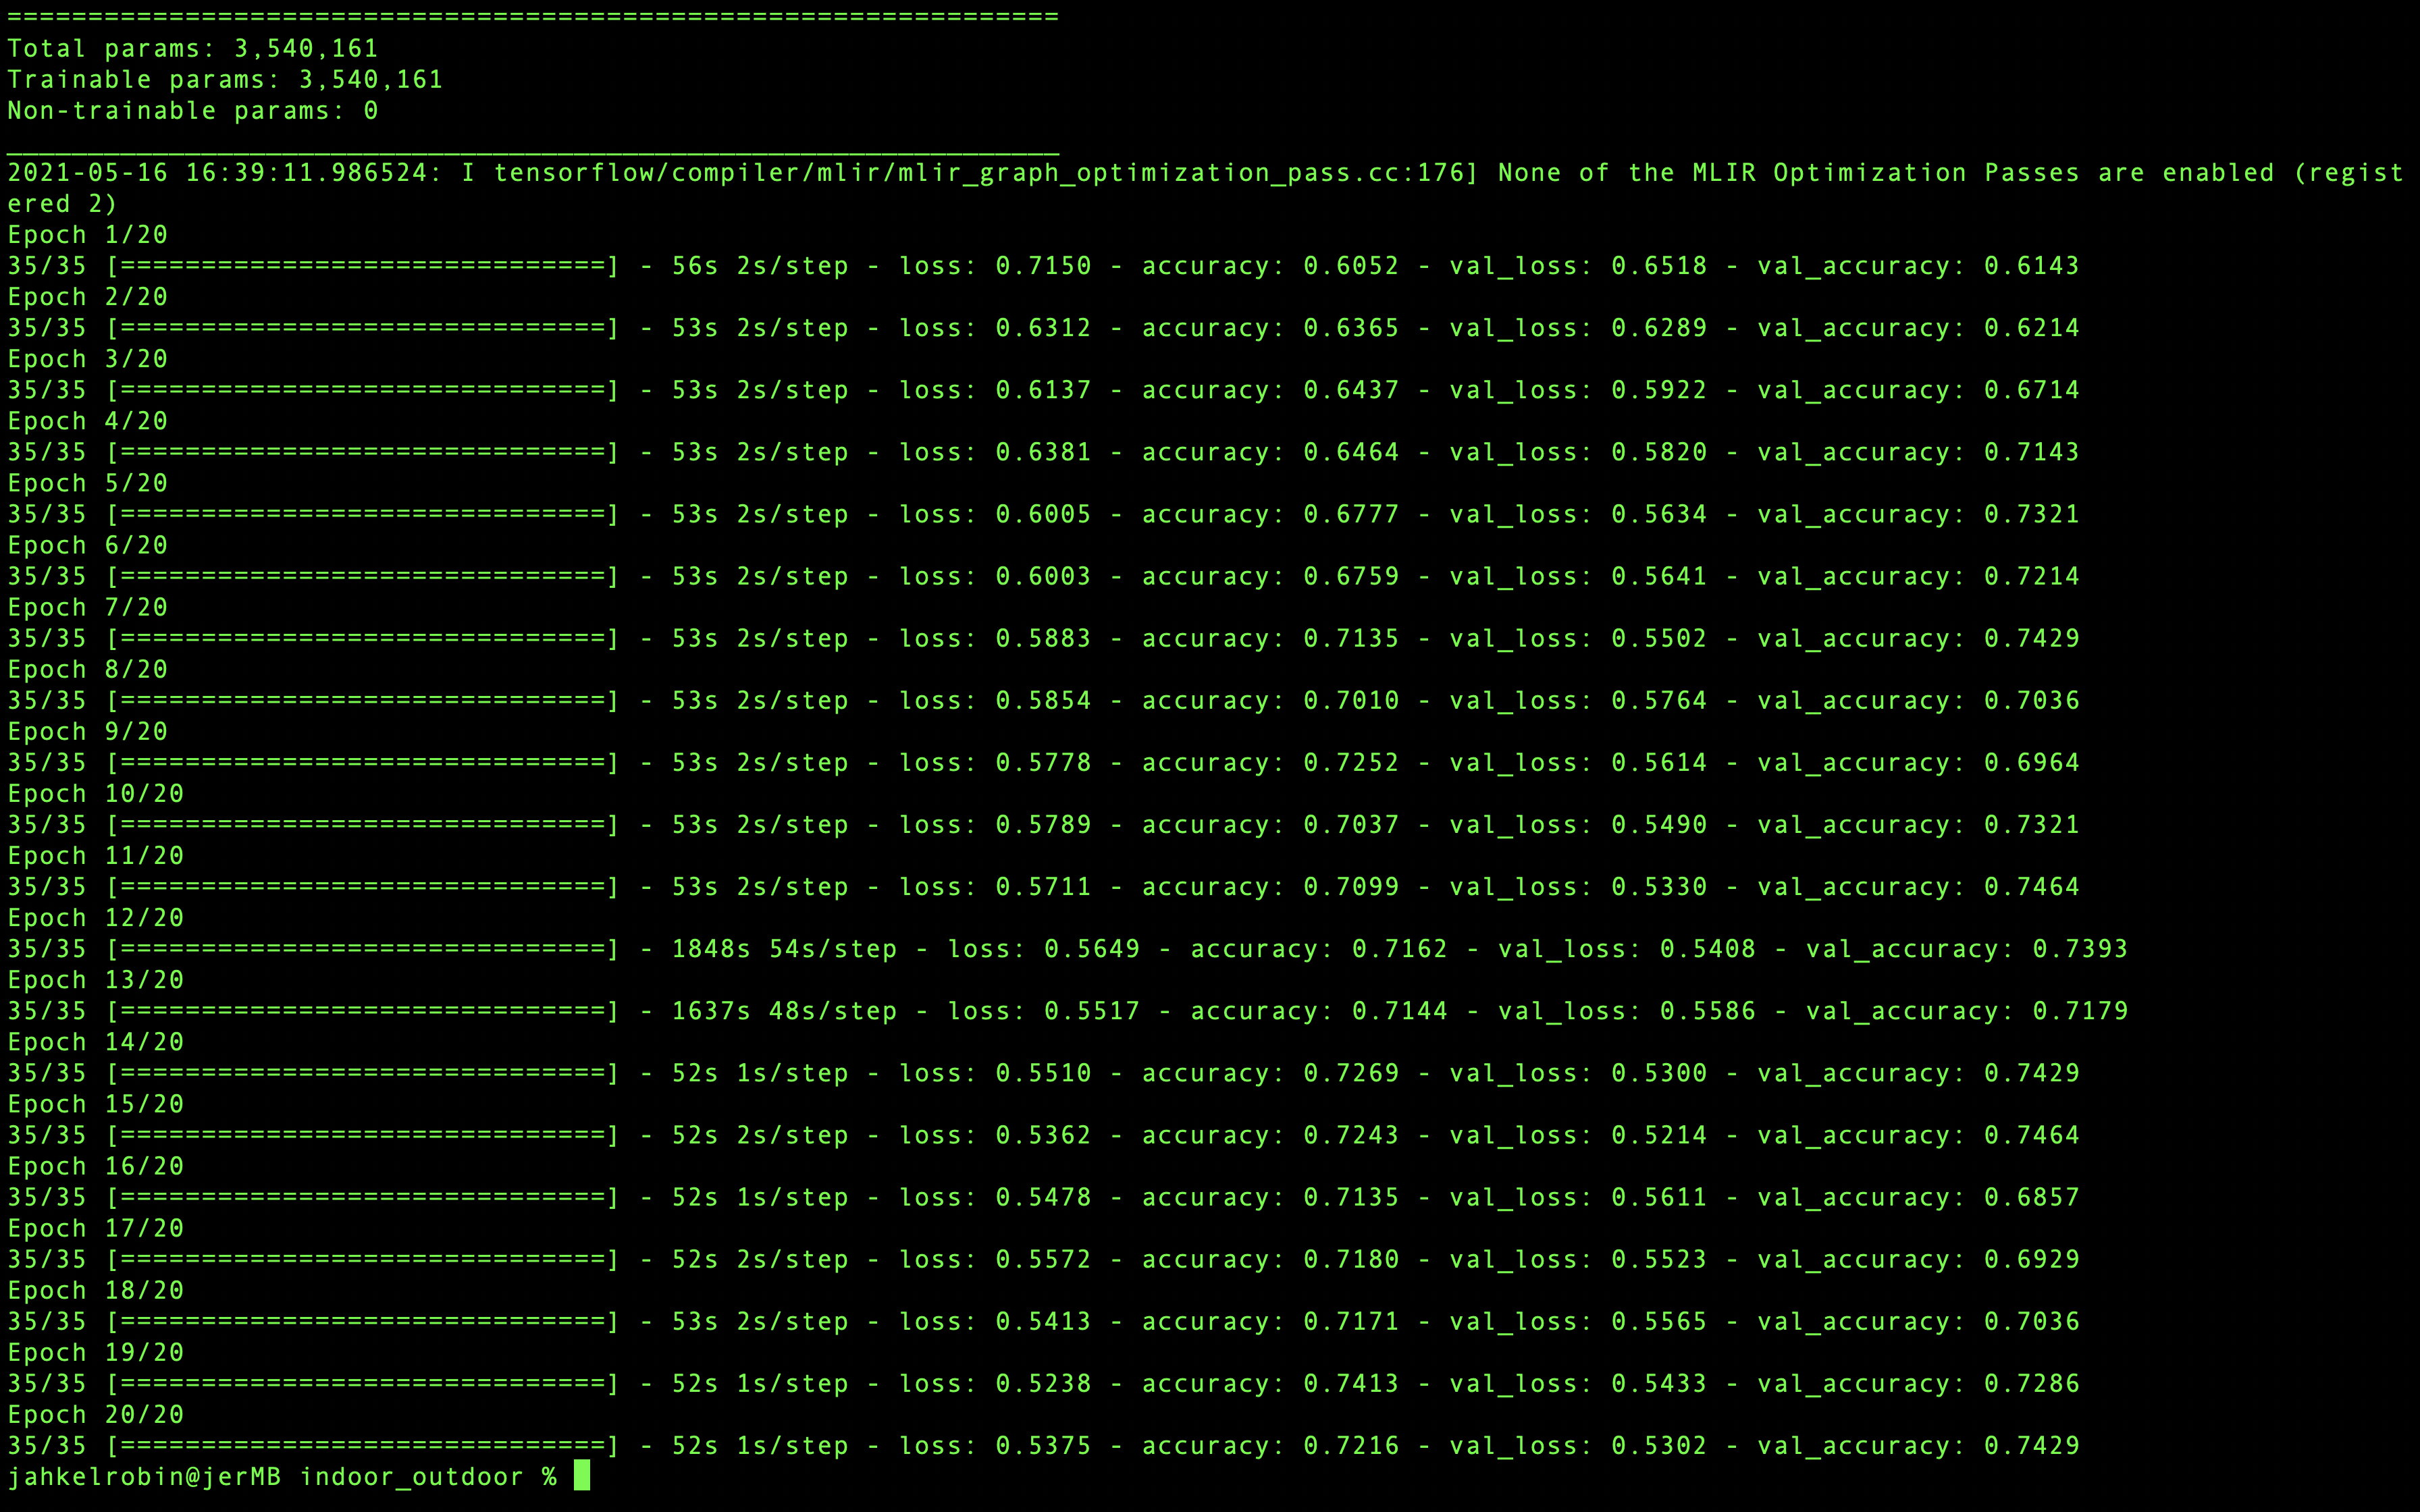 =================================================================
Total params: 3,540,161
Trainable params: 3,540,161
Non-trainable params: 0
_________________________________________________________________
2021-05-16 16:39:11.986524: I tensorflow/compiler/mlir/mlir_graph_optimization_pass.cc:176] None of the MLIR Optimization Passes are enabled (regist
ered 2)
Epoch 1/20
35/35 [==============================] - 56s 2s/step - loss: 0.7150 - accuracy: 0.6052 - val_loss: 0.6518 - val_accuracy: 0.6143
Epoch 2/20
35/35 [==============================] - 53s 2s/step - loss: 0.6312 - accuracy: 0.6365 - val_loss: 0.6289 - val_accuracy: 0.6214
Epoch 3/20
35/35 [==============================] - 53s 2s/step - loss: 0.6137 - accuracy: 0.6437 - val_loss: 0.5922 - val_accuracy: 0.6714
Epoch 4/20
35/35 [==============================] - 53s 2s/step - loss: 0.6381 - accuracy: 0.6464 - val_loss: 0.5820 - val_accuracy: 0.7143
Epoch 5/20
35/35 [==============================] - 53s 2s/step - loss: 0.6005 - accuracy: 0.6777 - val_loss: 0.5634 - val_accuracy: 0.7321
Epoch 6/20
35/35 [==============================] - 53s 2s/step - loss: 0.6003 - accuracy: 0.6759 - val_loss: 0.5641 - val_accuracy: 0.7214
Epoch 7/20
35/35 [==============================] - 53s 2s/step - loss: 0.5883 - accuracy: 0.7135 - val_loss: 0.5502 - val_accuracy: 0.7429
Epoch 8/20
35/35 [==============================] - 53s 2s/step - loss: 0.5854 - accuracy: 0.7010 - val_loss: 0.5764 - val_accuracy: 0.7036
Epoch 9/20
35/35 [==============================] - 53s 2s/step - loss: 0.5778 - accuracy: 0.7252 - val_loss: 0.5614 - val_accuracy: 0.6964
Epoch 10/20
35/35 [==============================] - 53s 2s/step - loss: 0.5789 - accuracy: 0.7037 - val_loss: 0.5490 - val_accuracy: 0.7321
Epoch 11/20
35/35 [==============================] - 53s 2s/step - loss: 0.5711 - accuracy: 0.7099 - val_loss: 0.5330 - val_accuracy: 0.7464
Epoch 12/20
35/35 [==============================] - 1848s 54s/step - loss: 0.5649 - accuracy: 0.7162 - val_loss: 0.5408 - val_accuracy: 0.7393
Epoch 13/20
35/35 [==============================] - 1637s 48s/step - loss: 0.5517 - accuracy: 0.7144 - val_loss: 0.5586 - val_accuracy: 0.7179
Epoch 14/20
35/35 [==============================] - 52s 1s/step - loss: 0.5510 - accuracy: 0.7269 - val_loss: 0.5300 - val_accuracy: 0.7429
Epoch 15/20
35/35 [==============================] - 52s 2s/step - loss: 0.5362 - accuracy: 0.7243 - val_loss: 0.5214 - val_accuracy: 0.7464
Epoch 16/20
35/35 [==============================] - 52s 1s/step - loss: 0.5478 - accuracy: 0.7135 - val_loss: 0.5611 - val_accuracy: 0.6857
Epoch 17/20
35/35 [==============================] - 52s 2s/step - loss: 0.5572 - accuracy: 0.7180 - val_loss: 0.5523 - val_accuracy: 0.6929
Epoch 18/20
35/35 [==============================] - 53s 2s/step - loss: 0.5413 - accuracy: 0.7171 - val_loss: 0.5565 - val_accuracy: 0.7036
Epoch 19/20
35/35 [==============================] - 52s 1s/step - loss: 0.5238 - accuracy: 0.7413 - val_loss: 0.5433 - val_accuracy: 0.7286
Epoch 20/20
35/35 [==============================] - 52s 1s/step - loss: 0.5375 - accuracy: 0.7216 - val_loss: 0.5302 - val_accuracy: 0.7429
jahkelrobin@jerMB indoor_outdoor %